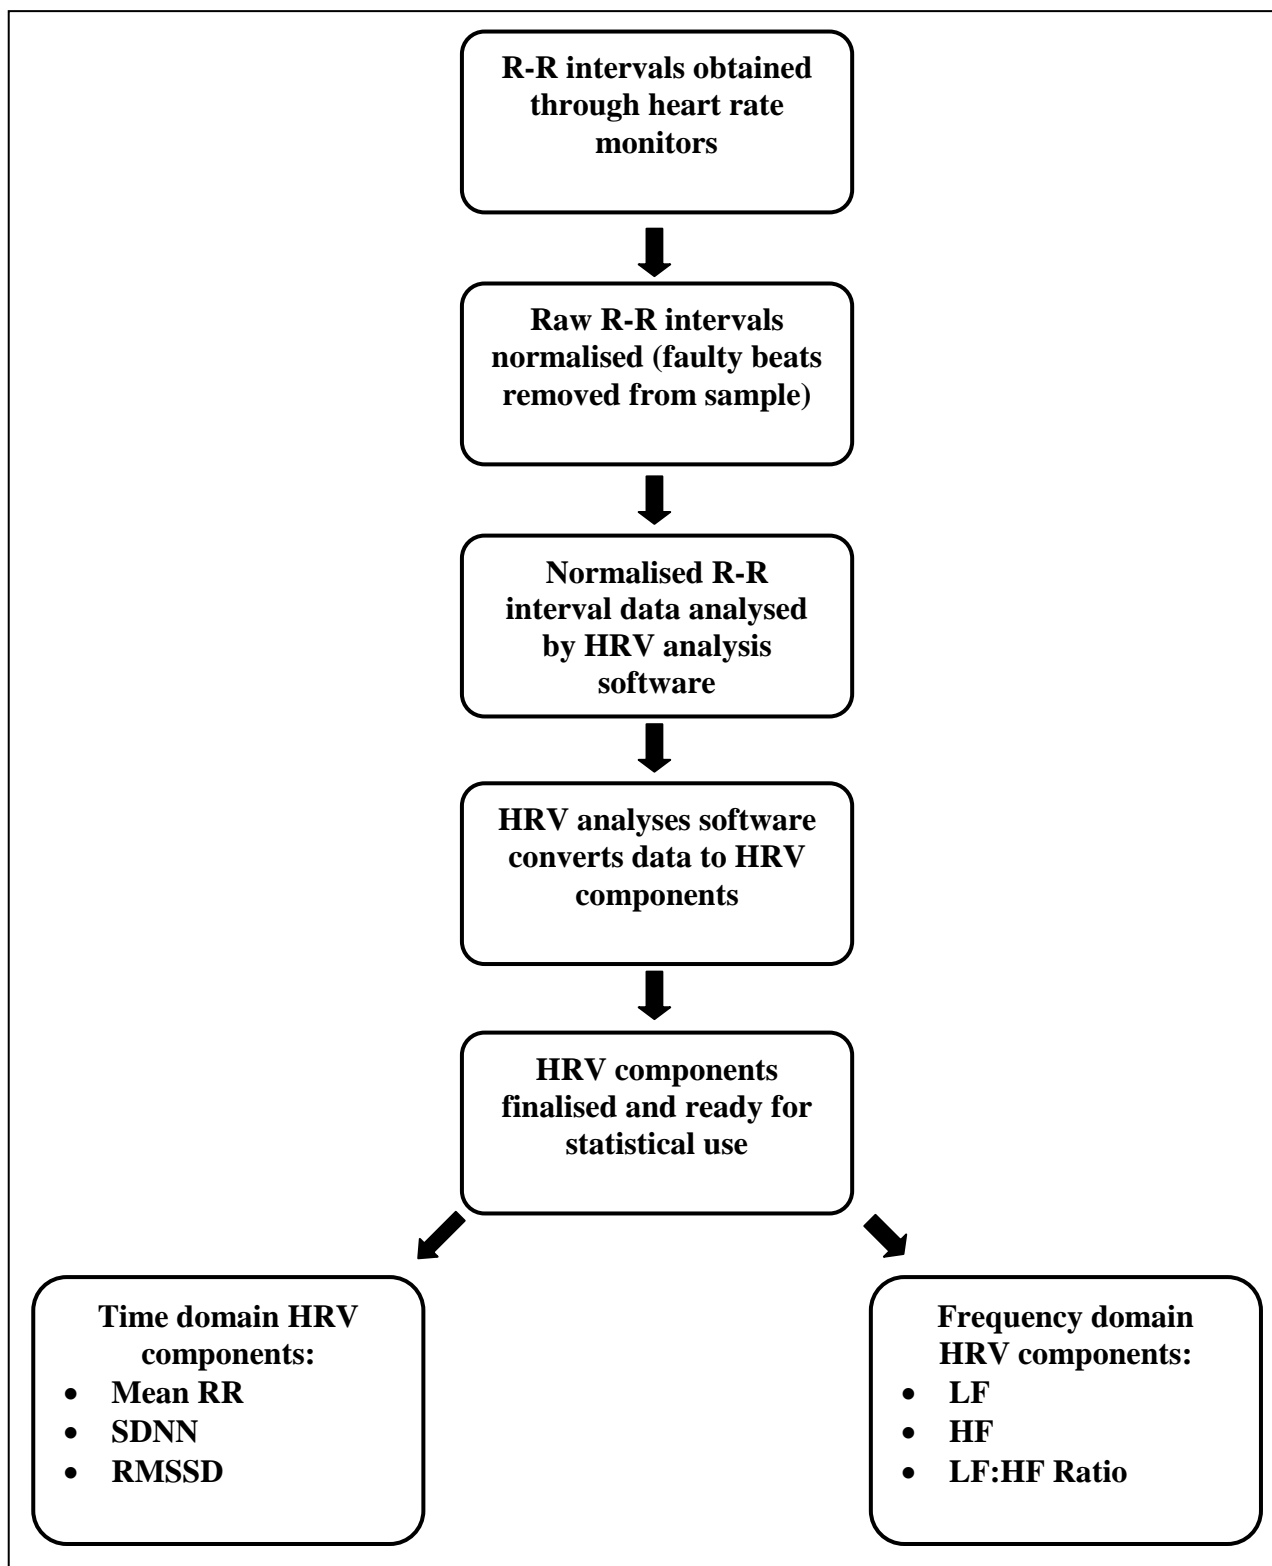 R-R intervals obtained
through heart rate
monitors
Raw R-R intervals
normalised (faulty beats
removed from sample)
Normalised R-R
interval data analysed
by HRV analysis
software
HRV analyses software
converts data to HRV
components
HRV components
finalised and ready for
statistical use
Time domain HRV
components:
• Mean RR
• SDNN
• RMSSD
Frequency domain
HRV components:
• LF
• HF
• LF:HF Ratio